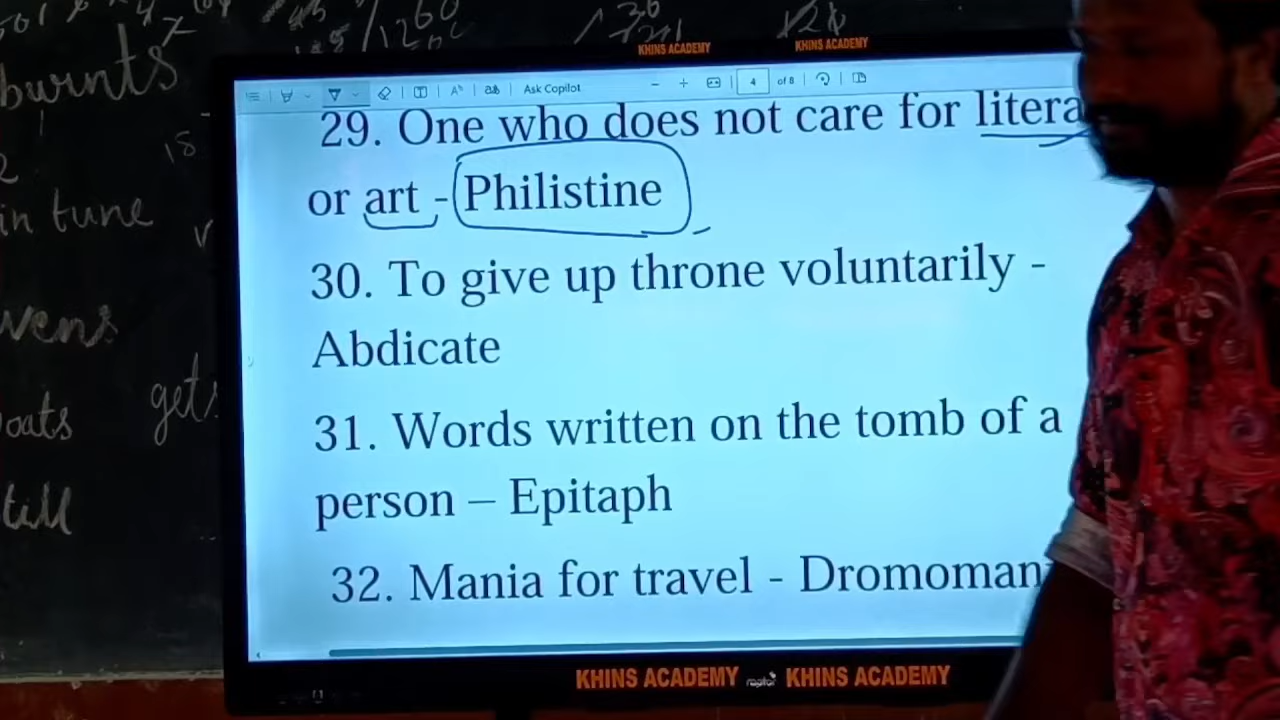 KHINS ACADEMY KHINS ACADEMY
Ask Copilot
4 of 8
29. One who does not care for litera
or art - Philistine
30. To give up throne voluntarily -
Abdicate
31. Words written on the tomb of a
person – Epitaph
32. Mania for travel - Dromoman
KHINS ACADEMY KHINS ACADEMY
burnts
18
in tune
gets
till